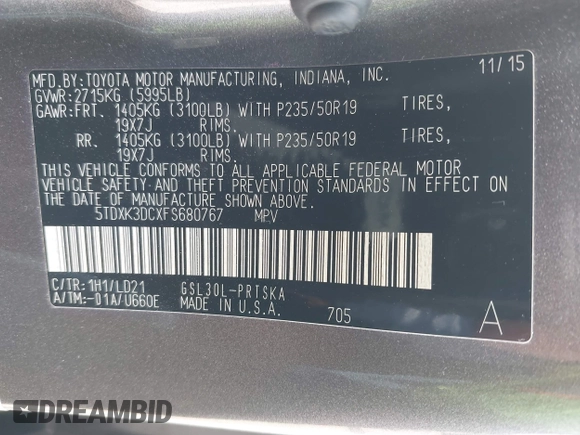 MFD.BY:TOYOTA MOTOR MANUFACTURING, INDIANA, INC. 11/15
GVWR:2715KG (5995LB)
GAWR:FRT. 1405KG (3100LB) WITH P235/50R19 TIRES,
19X7J RIMS.
RR. 1405KG (3100LB) WITH P235/50R19 TIRES,
19X7J RIMS.
THIS VEHICLE CONFORMS TO ALL APPLICABLE FEDERAL MOTOR
VEHICLE SAFETY AND THEFT PREVENTION STANDARDS IN EFFECT ON
THE DATE OF MANUFACTURE SHOWN ABOVE.
5TDXK3DCXFS680767 MPV
C/TR:1H1/LD21 GSL30L-PRTSKA
A/TM:-01A/U660E MADE IN U.S.A. 705 A
DREAMBID